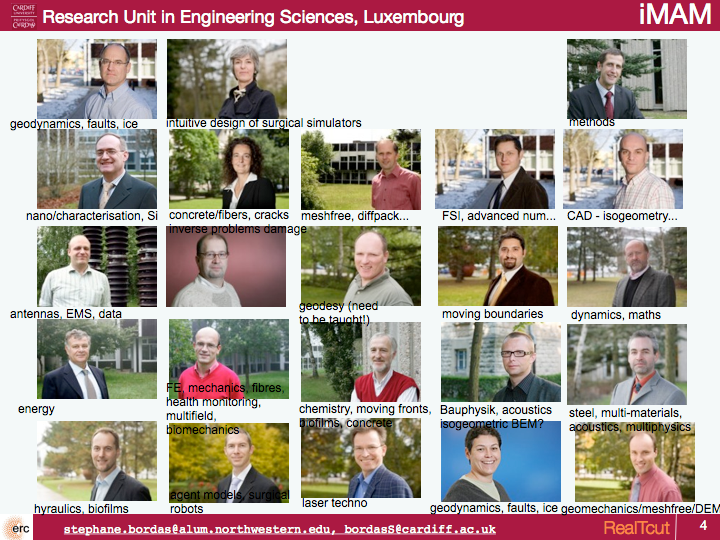 CARDIFF
UNIVERSITY
PRIFYSGOL
CAERDYDD
Research Unit in Engineering Sciences, Luxembourg
iMAM
geodynamics, faults, ice
intuitive design of surgical simulators
methods
nano/characterisation, Si
concrete/fibers, cracks
inverse problems damage
meshfree, diffpack...
FSI, advanced num...
CAD - isogeometry...
antennas, EMS, data
geodesy (need
to be taught!)
moving boundaries
dynamics, maths
energy
FE, mechanics, fibres,
health monitoring,
multifield,
biomechanics
chemistry, moving fronts,
biofilms, concrete
Bauphysik, acoustics
isogeometric BEM?
steel, multi-materials,
acoustics, multiphysics
hyraulics, biofilms
agent models, surgical
robots
laser techno
geodynamics, faults, ice
geomechanics/meshfree/DEM
erc
stephane.bordas@alum.northwestern.edu, bordasS@cardiff.ac.uk
RealTcut
4